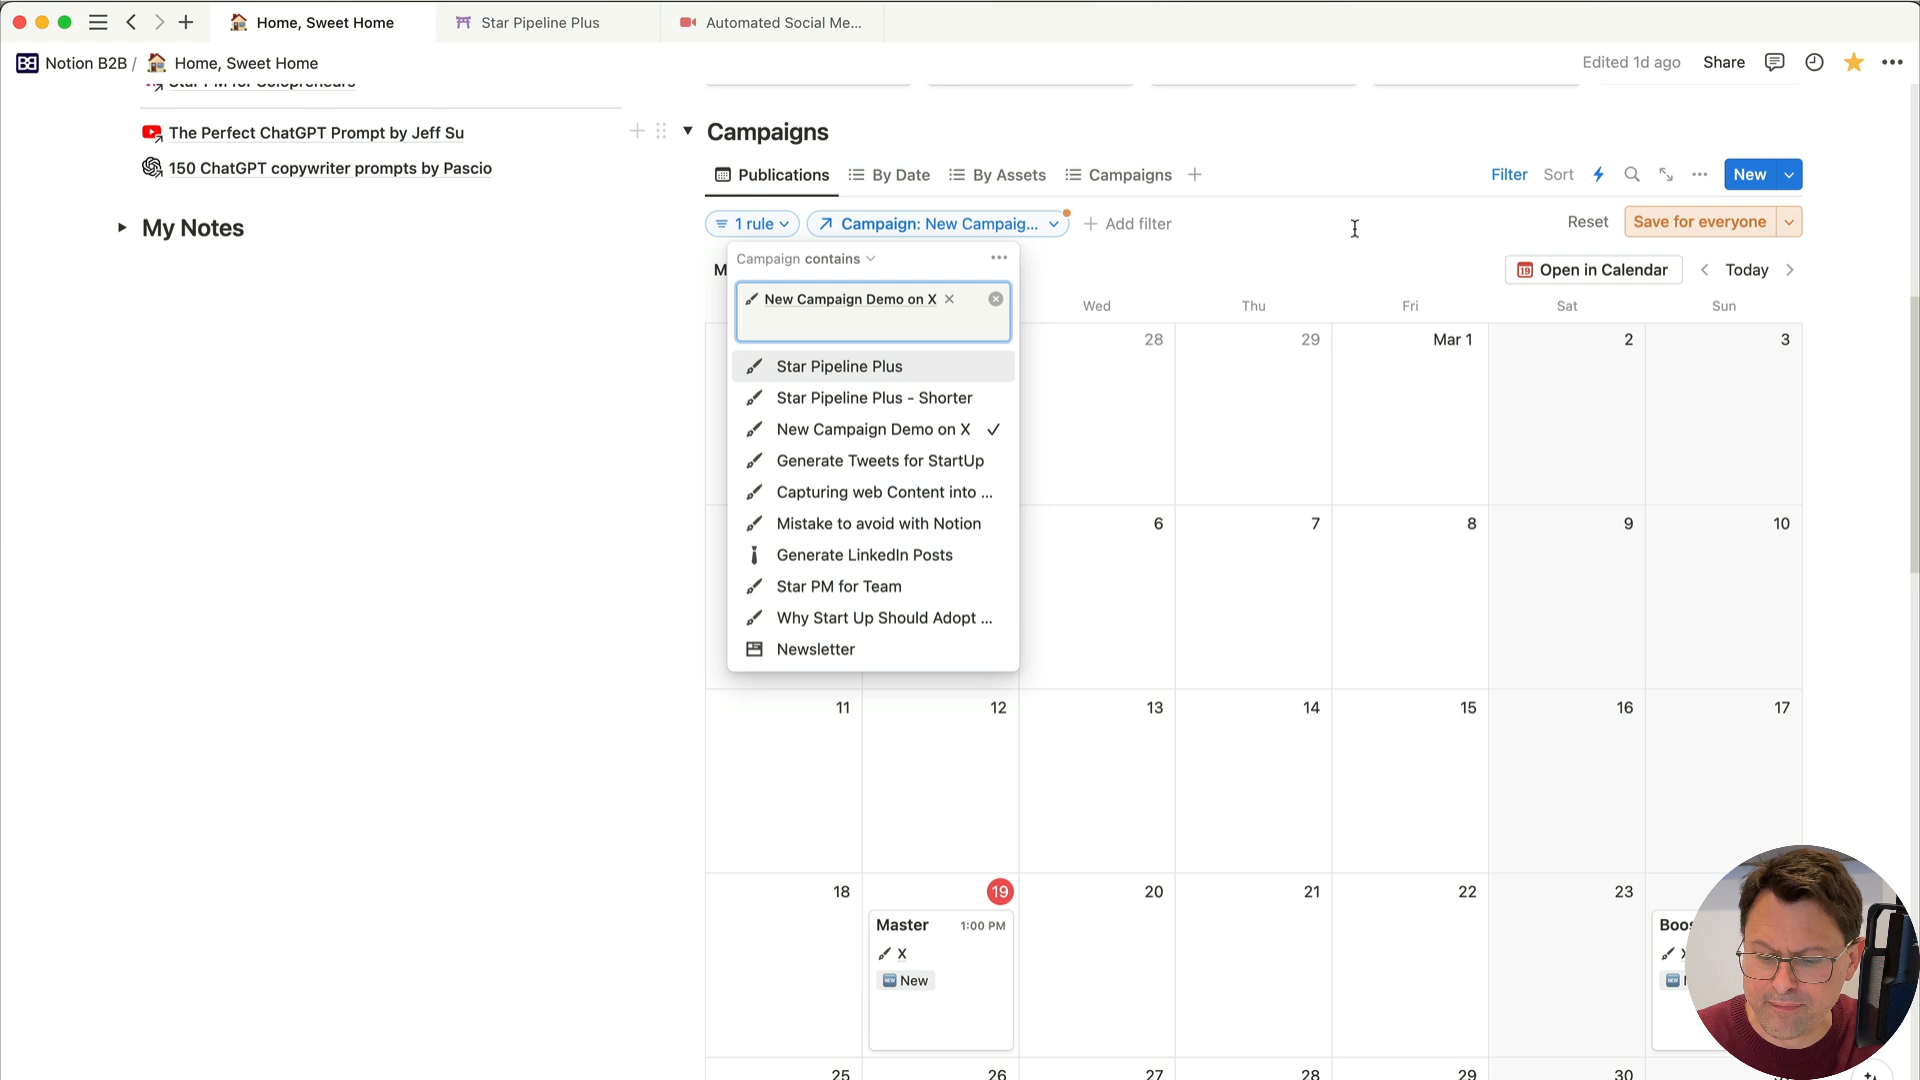 Home, Sweet Home
Star Pipeline Plus
Automated Social Me...
Notion B2B / Home, Sweet Home
Edited 1d ago
Share
Star PM for Solopreneurs
The Perfect ChatGPT Prompt by Jeff Su
150 ChatGPT copywriter prompts by Pascio
My Notes
Campaigns
Publications
By Date
By Assets
Campaigns
Filter
Sort
New
1 rule
Campaign: New Campaig...
Add filter
Reset
Save for everyone
Campaign contains
New Campaign Demo on X
Star Pipeline Plus
Star Pipeline Plus - Shorter
New Campaign Demo on X
Generate Tweets for StartUp
Capturing web Content into ...
Mistake to avoid with Notion
Generate LinkedIn Posts
Star PM for Team
Why Start Up Should Adopt ...
Newsletter
19 Open in Calendar
Today
Wed Thu Fri Sat Sun
28 29 Mar 1 2 3
6 7 8 9 10
11 12 13 14 15 16 17
18 19 20 21 22 23
Master 1:00 PM
X
New
25 26 27 28 29 30